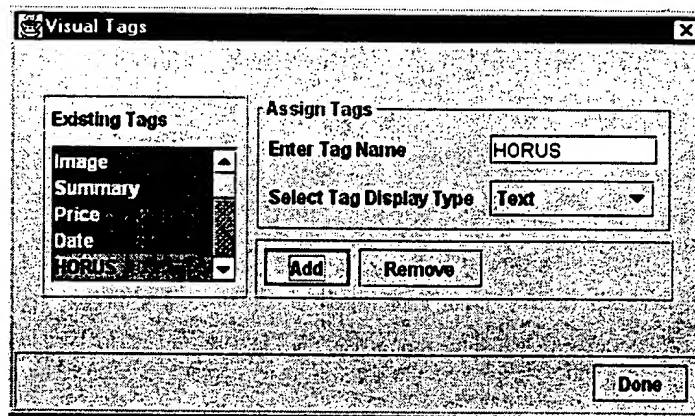 Visual Tags
Existing Tags
Image
Summary
Price
Date
HORUS
Assign Tags
Enter Tag Name HORUS
Select Tag Display Type Text
Add Remove
Done